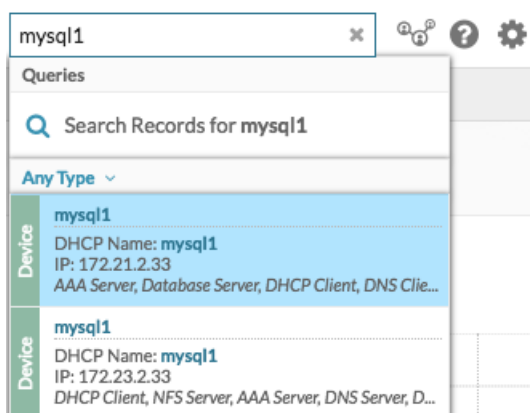 mysql1
Queries
Search Records for mysql1
Any Type
Device
mysql1
DHCP Name: mysql1
IP: 172.21.2.33
AAA Server, Database Server, DHCP Client, DNS Clie...
Device
mysql1
DHCP Name: mysql1
IP: 172.23.2.33
DHCP Client, NFS Server, AAA Server, DNS Server, D...